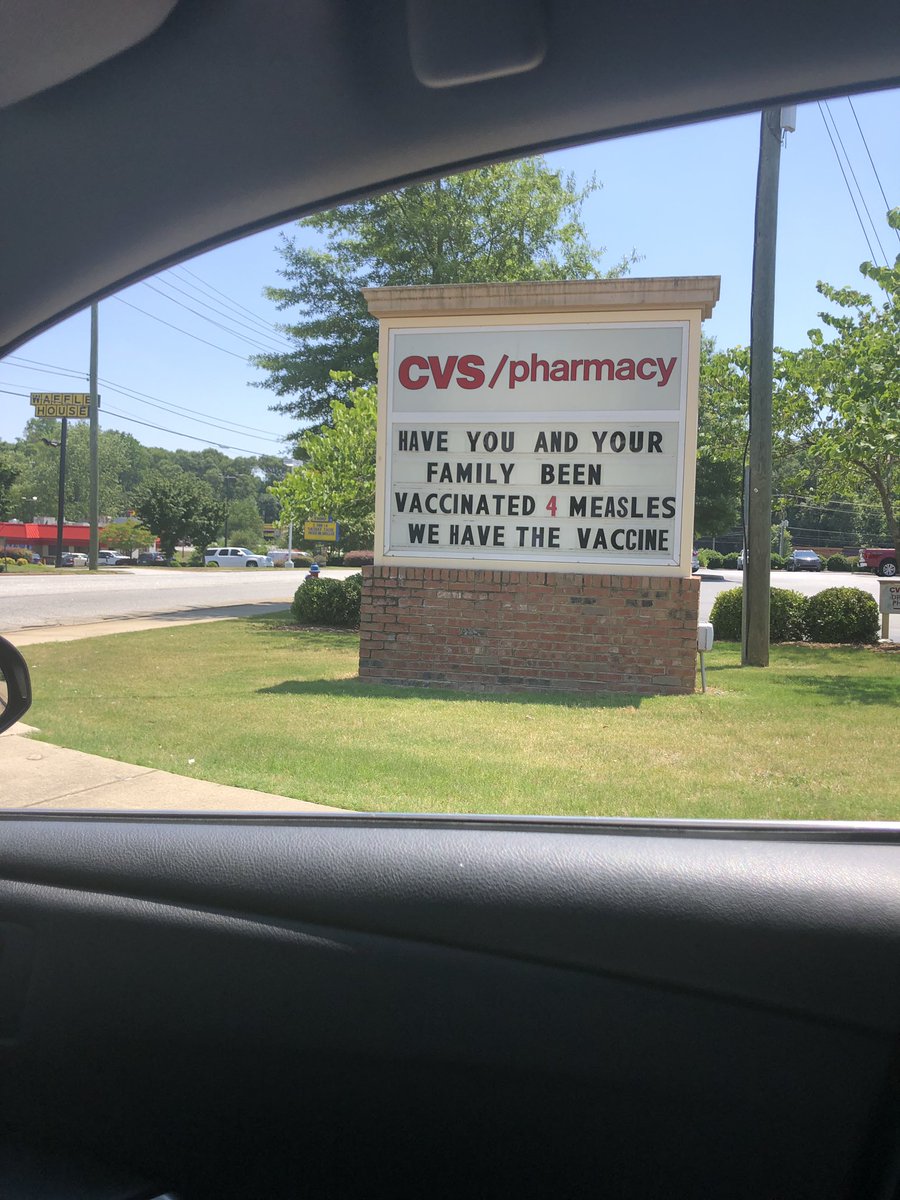 WAFFLE
HOUSE
CVS/pharmacy
HAVE YOU AND YOUR
FAMILY BEEN
VACCINATED 4 MEASLES
WE HAVE THE VACCINE